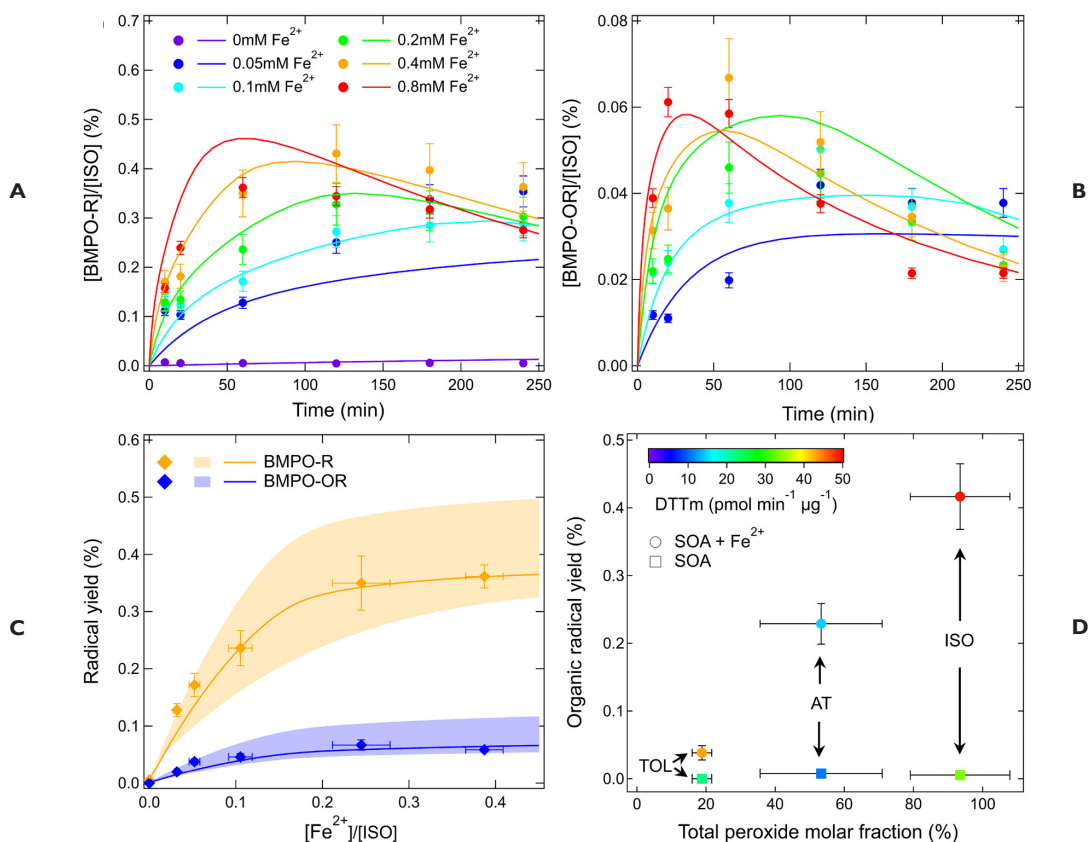 0.7
0.6
0.5
0.4
0.3
0.2
0.1
0.0
0mM Fe²⁺
0.05mM Fe²⁺
0.1mM Fe²⁺
0.2mM Fe²⁺
0.4mM Fe²⁺
0.8mM Fe²⁺
[BMPO-R]/[ISO] (%)
0 50 100 150 200 250
Time (min)
A
0.08
0.06
0.04
0.02
0.00
[BMPO-OR]/[ISO] (%)
0 50 100 150 200 250
Time (min)
B
0.6
0.5
0.4
0.3
0.2
0.1
0.0
BMPO-R
BMPO-OR
Radical yield (%)
0.0 0.1 0.2 0.3 0.4
[Fe²⁺]/[ISO]
C
0 10 20 30 40 50
DTTm (pmol min⁻¹ µg⁻¹)
SOA + Fe²⁺
SOA
0.4
0.3
0.2
0.1
0.0
Organic radical yield (%)
ISO
AT
TOL
0 20 40 60 80 100
Total peroxide molar fraction (%)
D